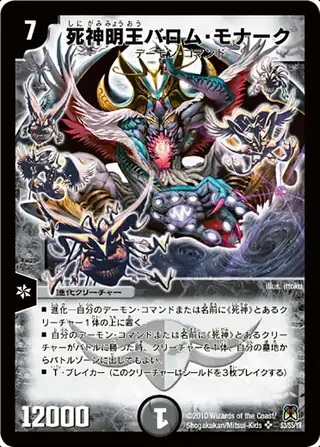 7
しにがみみょうおう
死神明王バロム・モナーク
デーモン・コマンド
illus. ittoku
進化クリーチャー
■ 進化－自分のデーモン・コマンドまたは名前に《死神》とあるクリ
ーチャー1体の上に置く
■ 自分のデーモン・コマンドまたは名前に《死神》とあるクリーチャ
ーがバトルに勝った時、クリーチャーを1体、自分の墓地か
らバトルゾーンに出してもよい。
■ T・ブレイカー（このクリーチャーはシールドを3枚ブレイクする）
12000
T
©2010 Wizards of the Coast/
Shogakukan/Mitsui-Kids
S3/S5/Y8